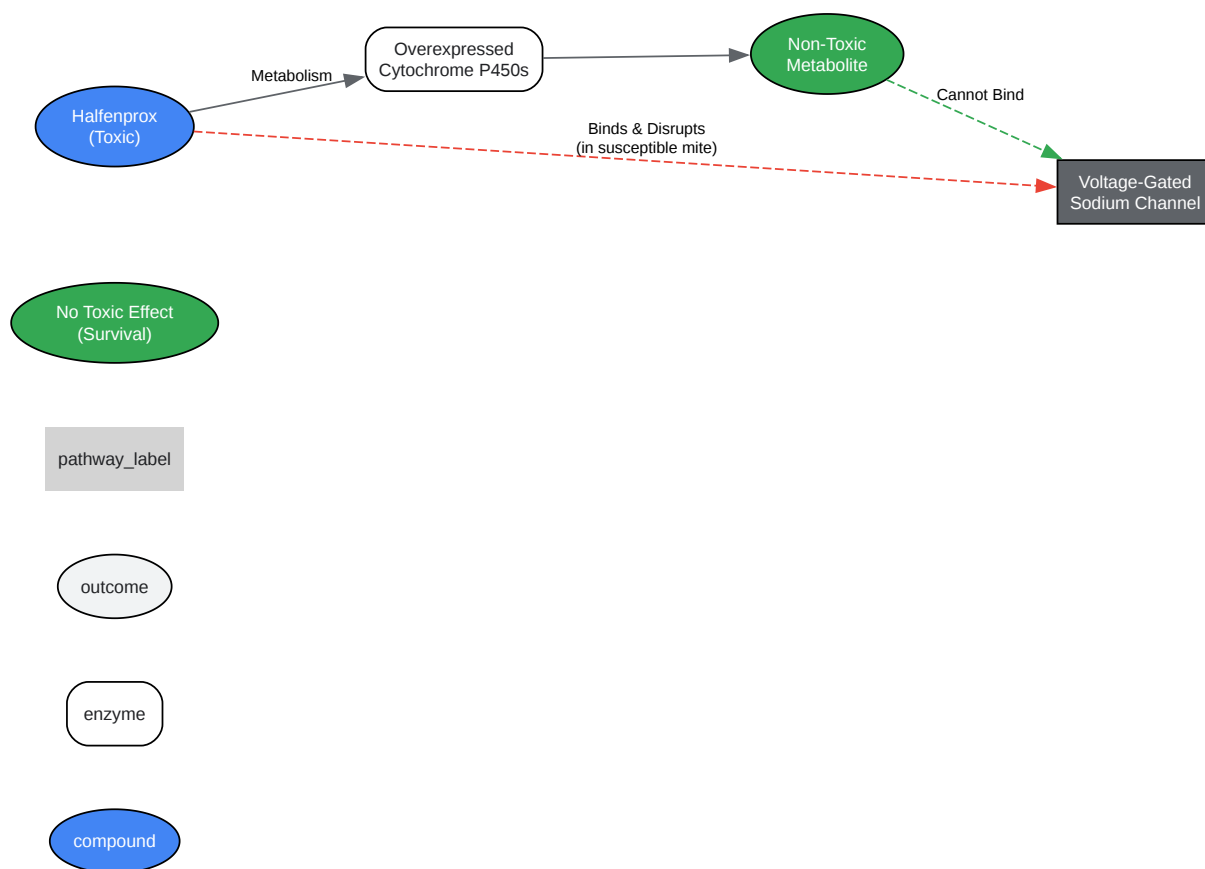 Overexpressed
Cytochrome P450s
Non-Toxic
Metabolite
Metabolism
Cannot Bind
Halfenprox
(Toxic)
Binds & Disrupts
(in susceptible mite)
Voltage-Gated
Sodium Channel
No Toxic Effect
(Survival)
pathway_label
outcome
enzyme
compound